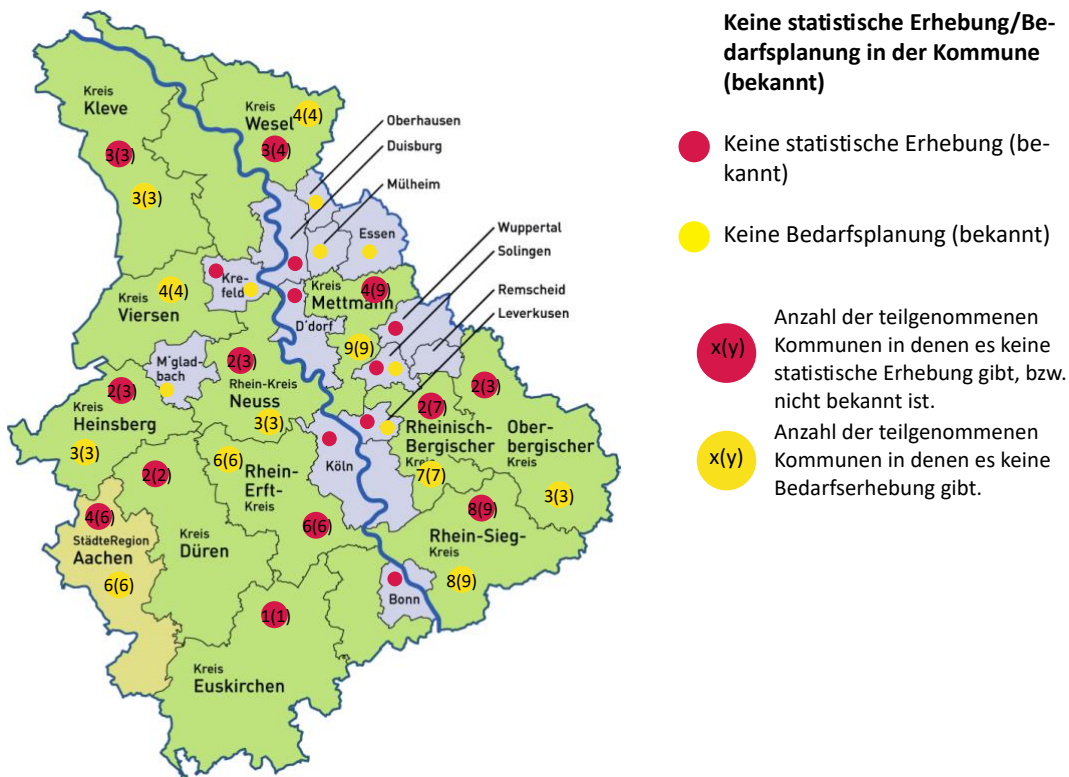 Kreis
Kleve
3(3)
3(3)
Kreis
Wesel
4(4)
3(4)
Oberhausen
Duisburg
Mülheim
Essen
Wuppertal
Solingen
Remscheid
Leverkusen
Kre-
feld
Kreis
Mettmann
4(9)
9(9)
D'dorf
4(4)
Kreis
Viersen
M'glad-
bach
2(3)
Rhein-Kreis
Neuss
3(3)
2(3)
Kreis
Heinsberg
3(3)
2(7)
Rheinisch-
Bergischer
Kreis
7(7)
2(3)
Ober-
bergischer
Kreis
3(3)
Köln
6(6)
Rhein-
Erft-
Kreis
6(6)
2(2)
Kreis
Düren
4(6)
StädteRegion
Aachen
6(6)
8(9)
Rhein-Sieg-
Kreis
8(9)
Bonn
1(1)
Kreis
Euskirchen
Keine statistische Erhebung/Be-
darfsplanung in der Kommune
(bekannt)
Keine statistische Erhebung (be-
kannt)
Keine Bedarfsplanung (bekannt)
x(y)
Anzahl der teilgenommenen
Kommunen in denen es keine
statistische Erhebung gibt, bzw.
nicht bekannt ist.
x(y)
Anzahl der teilgenommenen
Kommunen in denen es keine
Bedarfserhebung gibt.